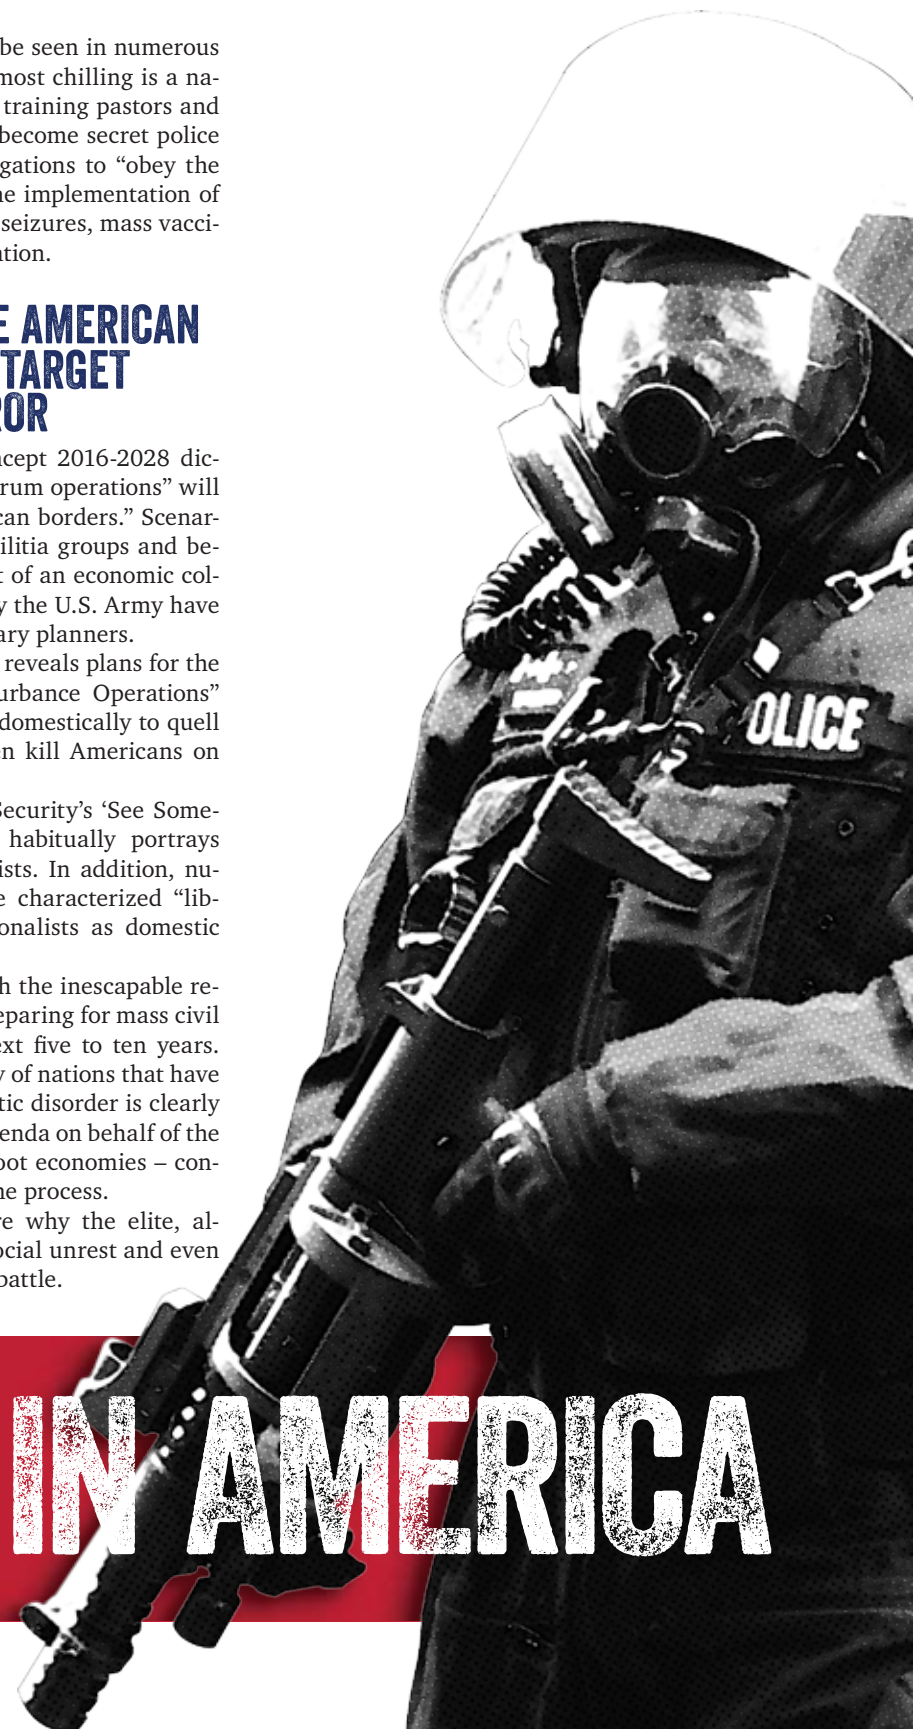 be seen in numerous
most chilling is a na-
training pastors and
become secret police
gations to “obey the
he implementation of
seizures, mass vacci-
tion.
E AMERICAN
TARGET
ROR
ncept 2016-2028 dic-
rum operations” will
can borders.” Scenar-
ilitia groups and be-
t of an economic col-
y the U.S. Army have
ary planners.
reveals plans for the
urbance Operations”
domestically to quell
en kill Americans on
Security’s ‘See Some-
habitually portrays
ists. In addition, nu-
e characterized “lib-
onalists as domestic
h the inescapable re-
eparing for mass civil
ext five to ten years.
y of nations that have
tic disorder is clearly
enda on behalf of the
oot economies – con-
he process.
re why the elite, al-
ocial unrest and even
battle.
OLICE
IN AMERICA